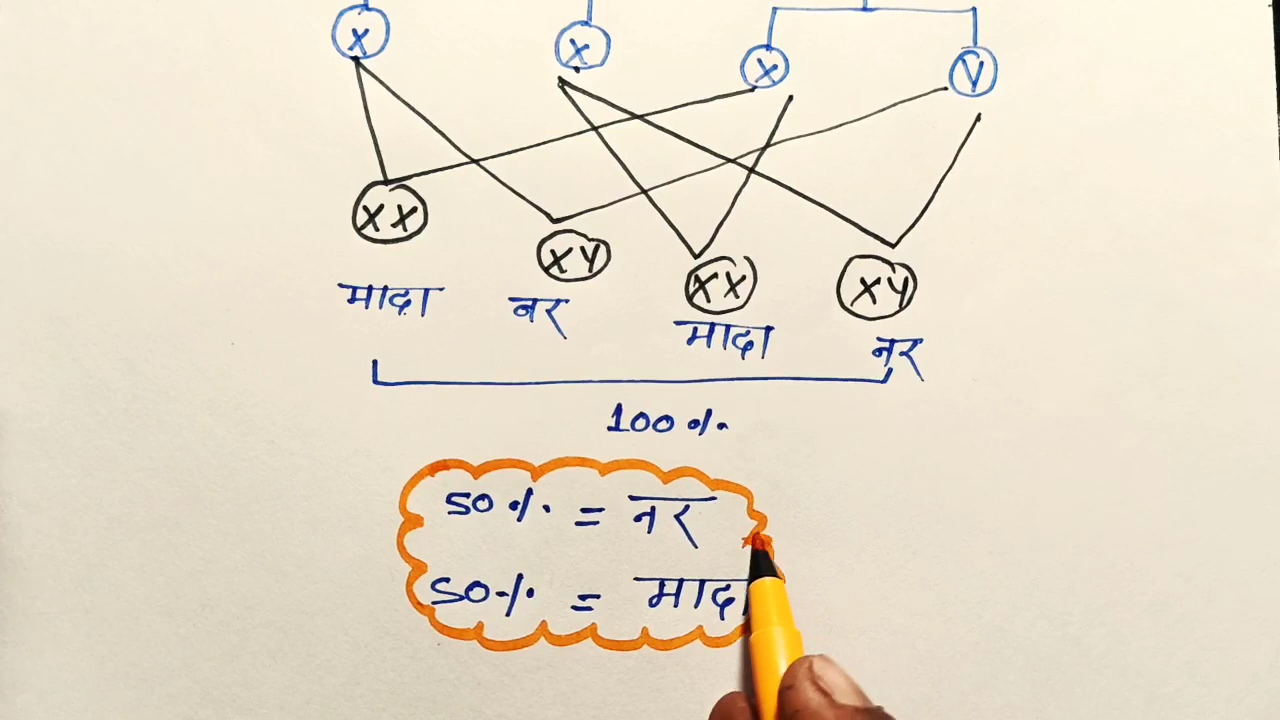 X X X Y
XX XY XX XY
मादा नर मादा नर
100 %
50 % = नर
50 % = मादा